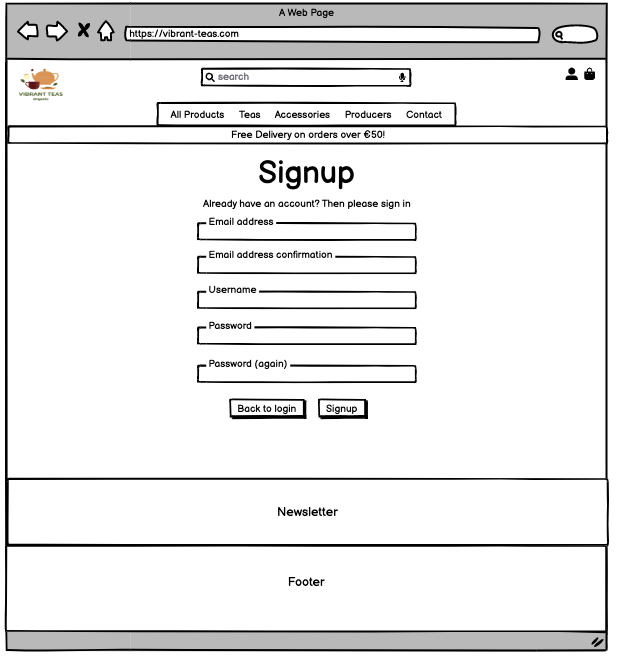 A Web Page
https://vibrant-teas.com
VIBRANT TEAS
search
All Products Teas Accessories Producers Contact
Free Delivery on orders over €50!
Signup
Already have an account? Then please sign in
Email address
Email address confirmation
Username
Password
Password (again)
Back to login Signup
Newsletter
Footer